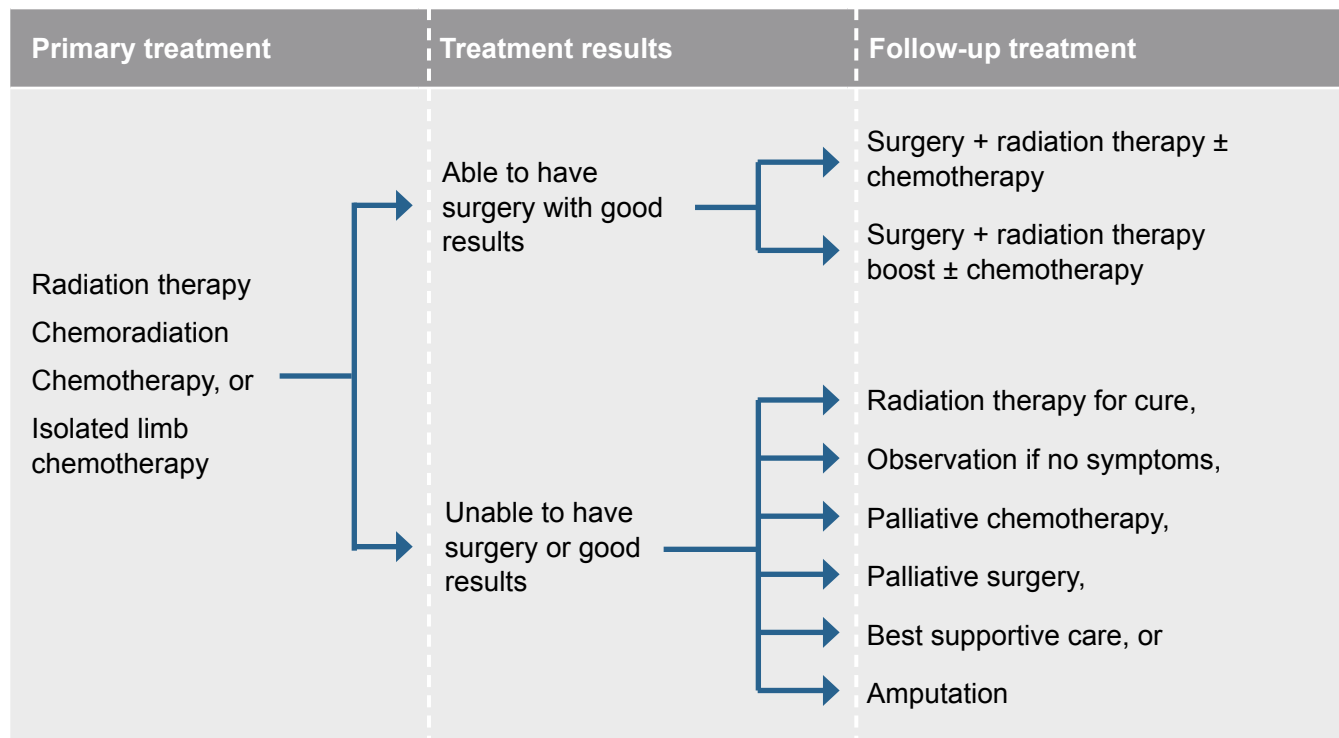 Primary treatment
Treatment results
Follow-up treatment
Radiation therapy
Chemoradiation
Chemotherapy, or
Isolated limb
chemotherapy
Able to have
surgery with good
results
Unable to have
surgery or good
results
Surgery + radiation therapy ±
chemotherapy
Surgery + radiation therapy
boost ± chemotherapy
Radiation therapy for cure,
Observation if no symptoms,
Palliative chemotherapy,
Palliative surgery,
Best supportive care, or
Amputation